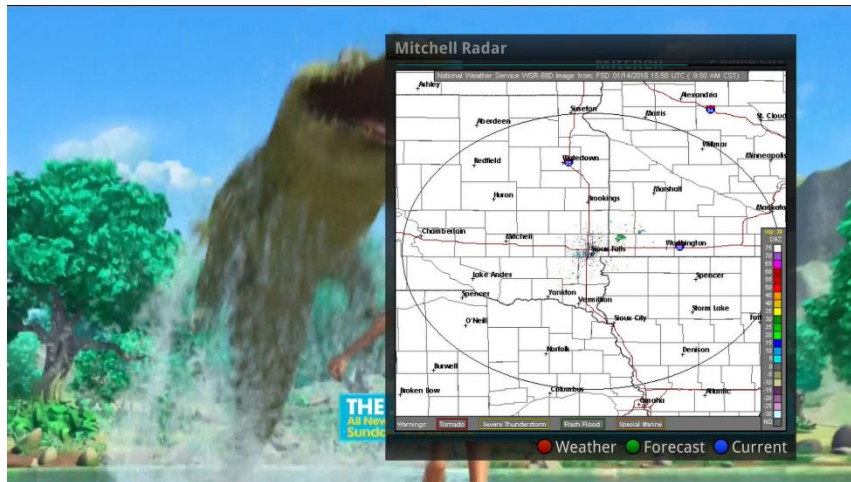 Mitchell Radar
National Weather Service WSR-88D Image from: FSD 01/14/2016 15:50 UTC ( 9:50 AM CST)
Ashley
Alexandria
Sisseton
Morris
St. Cloud
Aberdeen
Willmar
Redfield
Watertown
Minneapolis
Huron
Brookings
Marshall
Mankato
Chamberlain
Mitchell
Sioux Falls
Worthington
Lake Andes
Spencer
Spencer
Yankton
Vermillion
Storm Lake
O'Neill
Sioux City
Norfolk
Denison
Burwell
Broken Bow
Columbus
Atlantic
Omaha
DBZ
75
70
65
60
55
50
45
40
35
30
25
20
15
10
5
0
-5
-10
-15
-20
-25
-30
ND
Warnings: Tornado Severe Thunderstorm Flash Flood Special Marine
THE
All New
Sunday
Weather Forecast Current